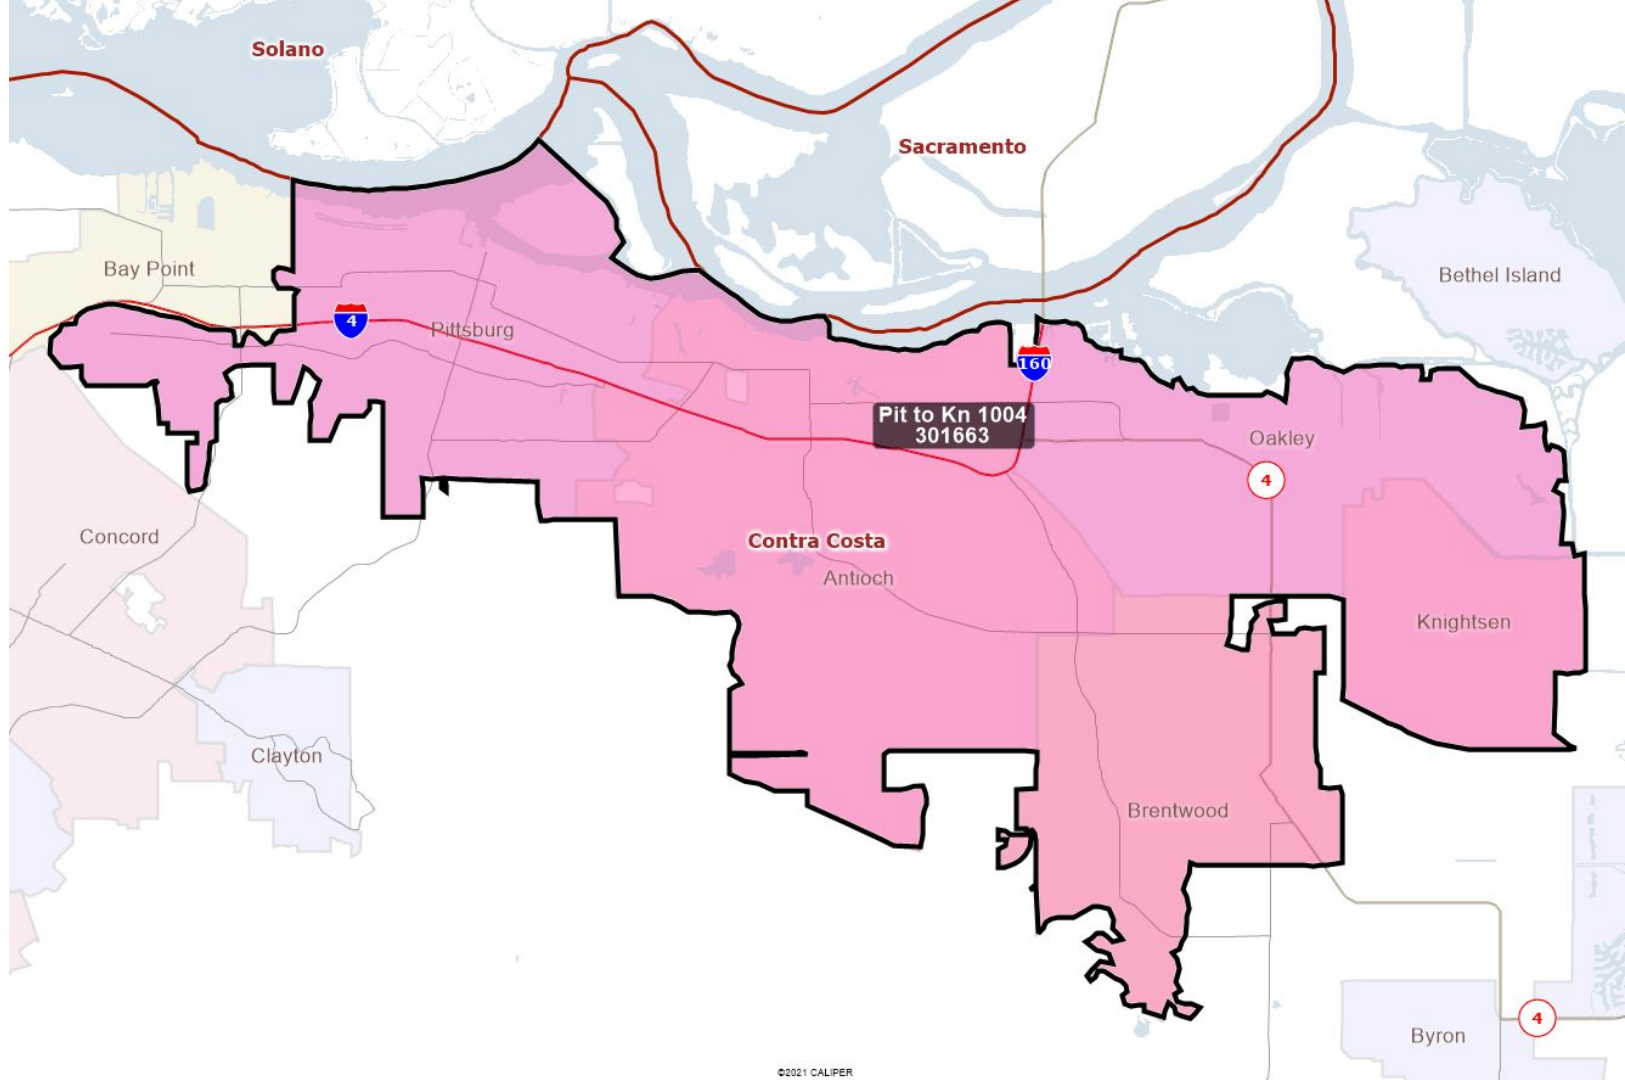 Solano
Sacramento
Bay Point
Bethel Island
4
Pittsburg
160
Pit to Kn 1004
301663
Oakley
4
Concord
Contra Costa
Antioch
Knightsen
Clayton
Brentwood
4
Byron
©2021 CALIPER